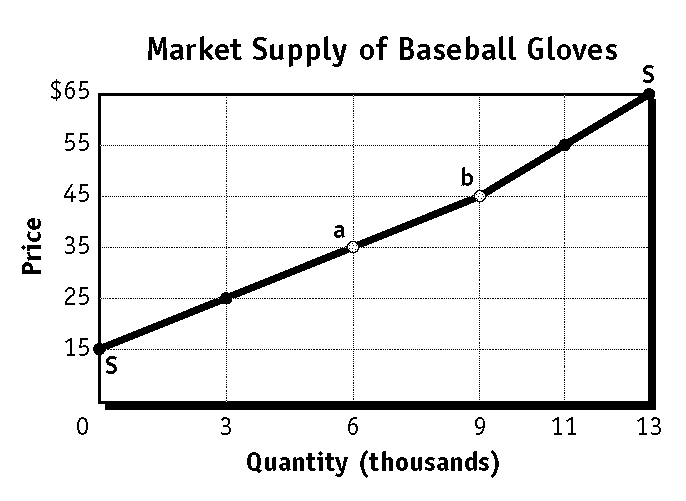 Market Supply of Baseball Gloves
S
$65
55
b
45
a
35
Price
25
15
S
0 3 6 9 11 13
Quantity (thousands)